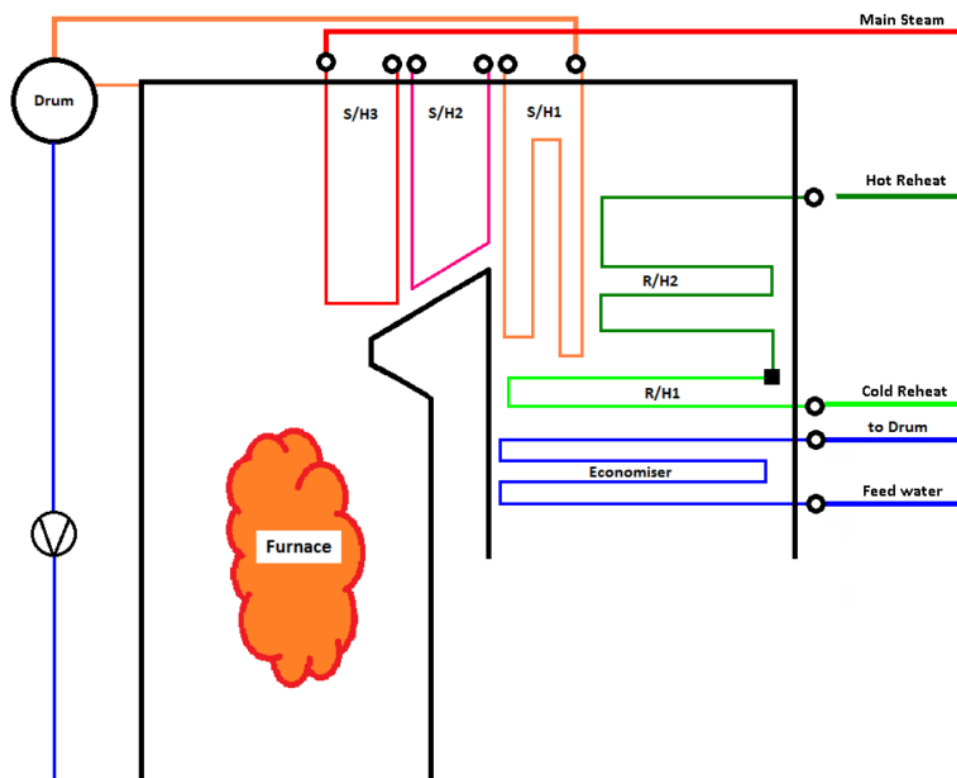 Main Steam
Drum
S/H3
S/H2
S/H1
Hot Reheat
R/H2
Cold Reheat
R/H1
to Drum
Economiser
Feed water
Furnace